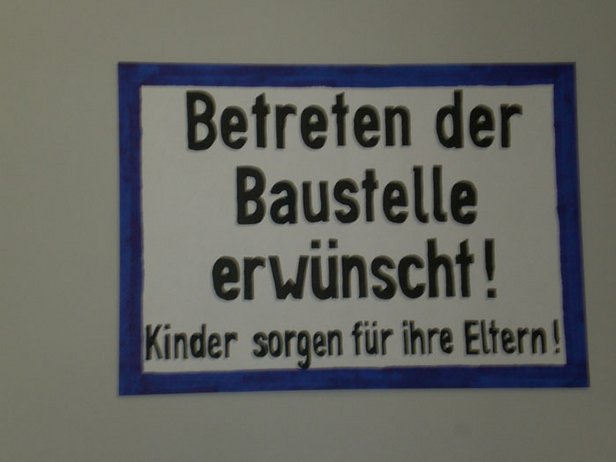 Betreten der
Baustelle
erwünscht!
Kinder sorgen für ihre Eltern!